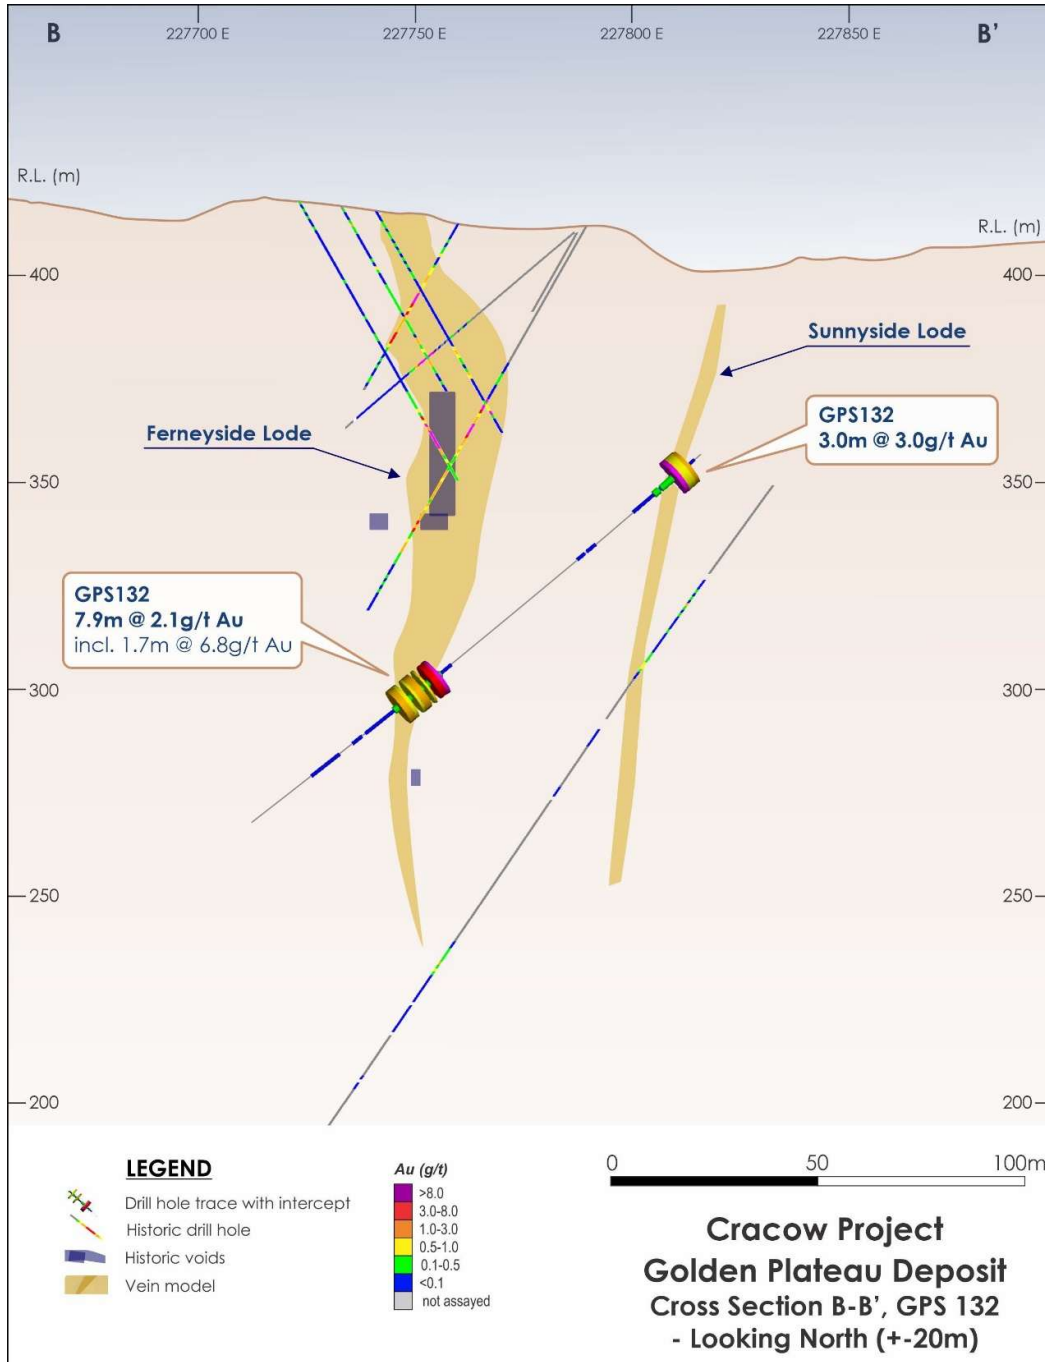 B
227700 E
227750 E
227800 E
227850 E
B'
R.L. (m)
R.L. (m)
400
400
Sunnyside Lode
GPS132
3.0m @ 3.0g/t Au
Ferneyside Lode
350
350
GPS132
7.9m @ 2.1g/t Au
incl. 1.7m @ 6.8g/t Au
300
300
250
250
200
200
LEGEND
Drill hole trace with intercept
Historic drill hole
Historic voids
Vein model
Au (g/t)
>8.0
3.0-8.0
1.0-3.0
0.5-1.0
0.1-0.5
<0.1
not assayed
0 50 100m
Cracow Project
Golden Plateau Deposit
Cross Section B-B', GPS 132
- Looking North (+-20m)